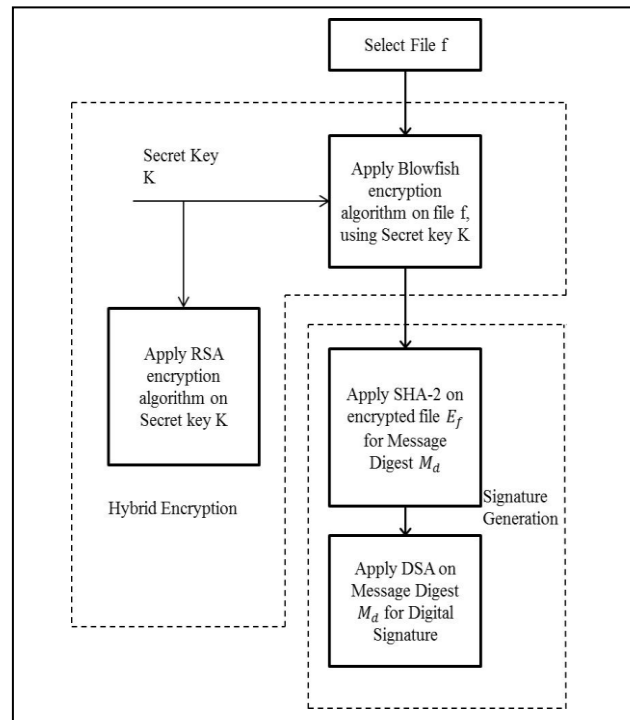 Select File f
Secret Key
K
Apply Blowfish
encryption
algorithm on file f,
using Secret key K
Apply RSA
encryption
algorithm on
Secret key K
Hybrid Encryption
Apply SHA-2 on
encrypted file E_f
for Message
Digest M_d
Signature
Generation
Apply DSA on
Message Digest
M_d for Digital
Signature